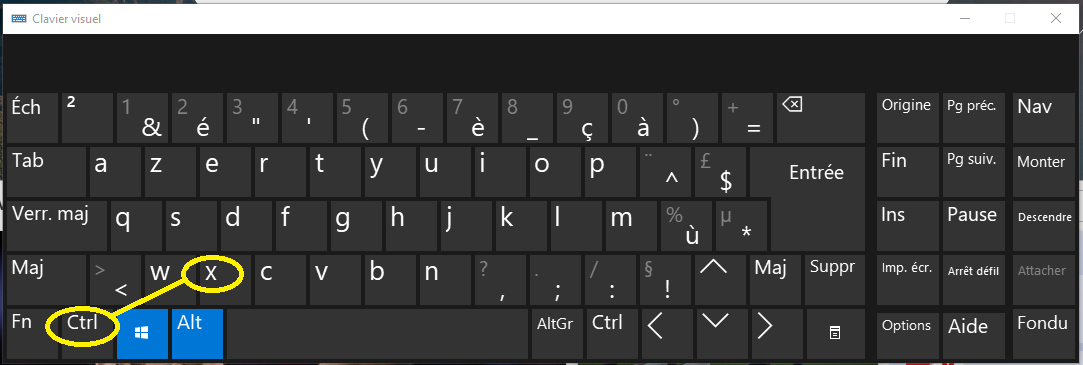 Clavier visuel
Éch ² 1 & 2 é 3 " 4 ' 5 ( 6 - 7 è 8 _ 9 ç 0 à ° ) + = Origine Pg préc. Nav
Tab a z e r t y u i o p ¨ ^ £ $ Entrée Fin Pg suiv. Monter
Verr. maj q s d f g h j k l m % ù µ * Ins Pause Descendre
Maj > < w x c v b n ? , . ; / : § ! Maj Suppr Imp. écr. Arrêt défil Attacher
Fn Ctrl Alt AltGr Ctrl Options Aide Fondu